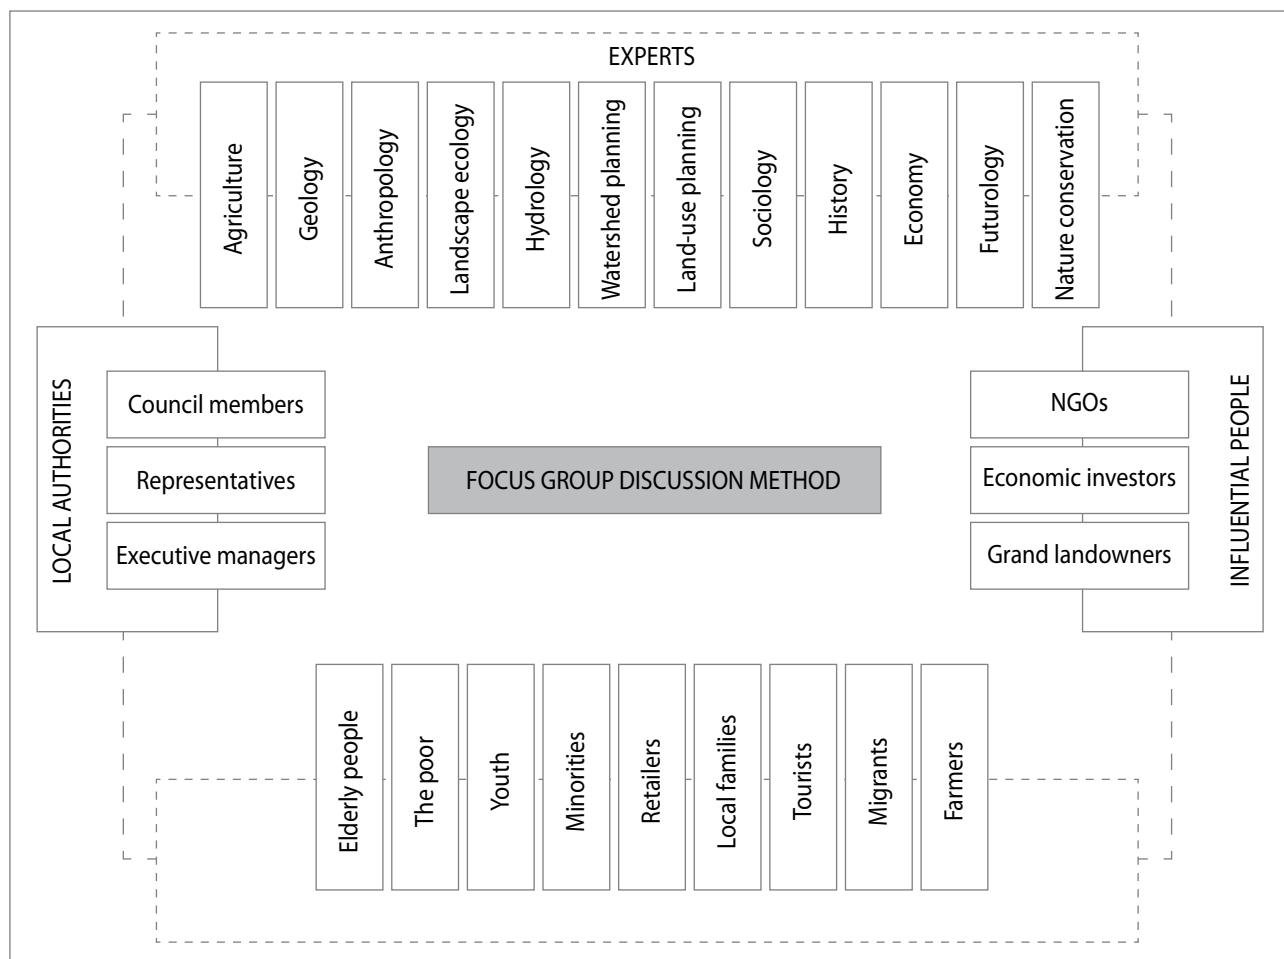 EXPERTS
Agriculture
Geology
Anthropology
Landscape ecology
Hydrology
Watershed planning
Land-use planning
Sociology
History
Economy
Futurology
Nature conservation
LOCAL AUTHORITIES
Council members
Representatives
Executive managers
FOCUS GROUP DISCUSSION METHOD
NGOs
Economic investors
Grand landowners
INFLUENTIAL PEOPLE
Elderly people
The poor
Youth
Minorities
Retailers
Local families
Tourists
Migrants
Farmers